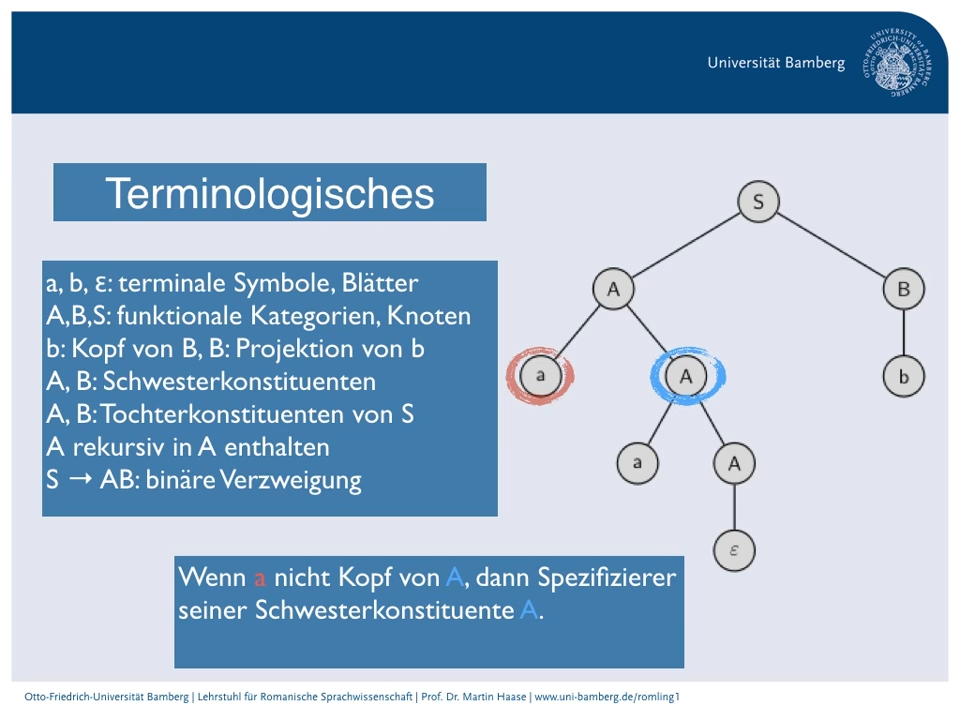 Universität Bamberg
Terminologisches
a, b, ε: terminale Symbole, Blätter
A,B,S: funktionale Kategorien, Knoten
b: Kopf von B, B: Projektion von b
A, B: Schwesterkonstituenten
A, B: Tochterkonstituenten von S
A rekursiv in A enthalten
S → AB: binäre Verzweigung
S
A
B
a
A
b
a
A
ε
Wenn a nicht Kopf von A, dann Spezifizierer
seiner Schwesterkonstituente A.
Otto-Friedrich-Universität Bamberg | Lehrstuhl für Romanische Sprachwissenschaft | Prof. Dr. Martin Haase | www.uni-bamberg.de/romling1